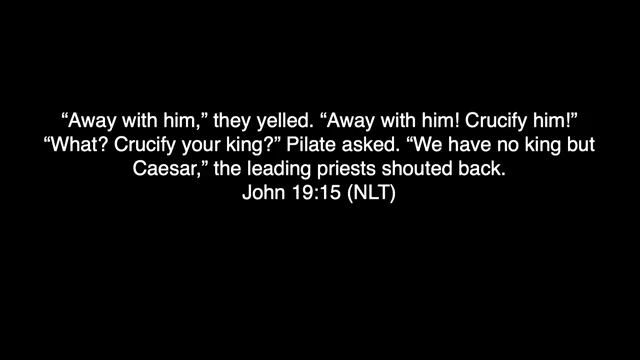 “Away with him,” they yelled. “Away with him! Crucify him!”
“What? Crucify your king?” Pilate asked. “We have no king but
Caesar,” the leading priests shouted back.
John 19:15 (NLT)